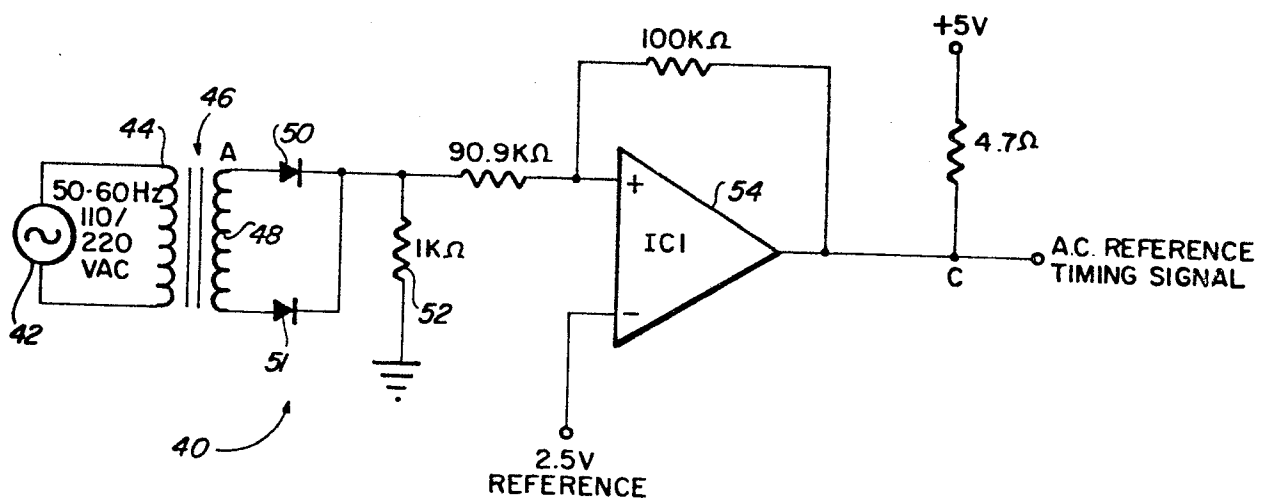 +5V
100KΩ
46
44
A
50
90.9KΩ
4.7Ω
54
+
50-60Hz
110/
220
VAC
48
IC1
1KΩ
A.C. REFERENCE
TIMING SIGNAL
C
52
−
42
51
40
2.5V
REFERENCE